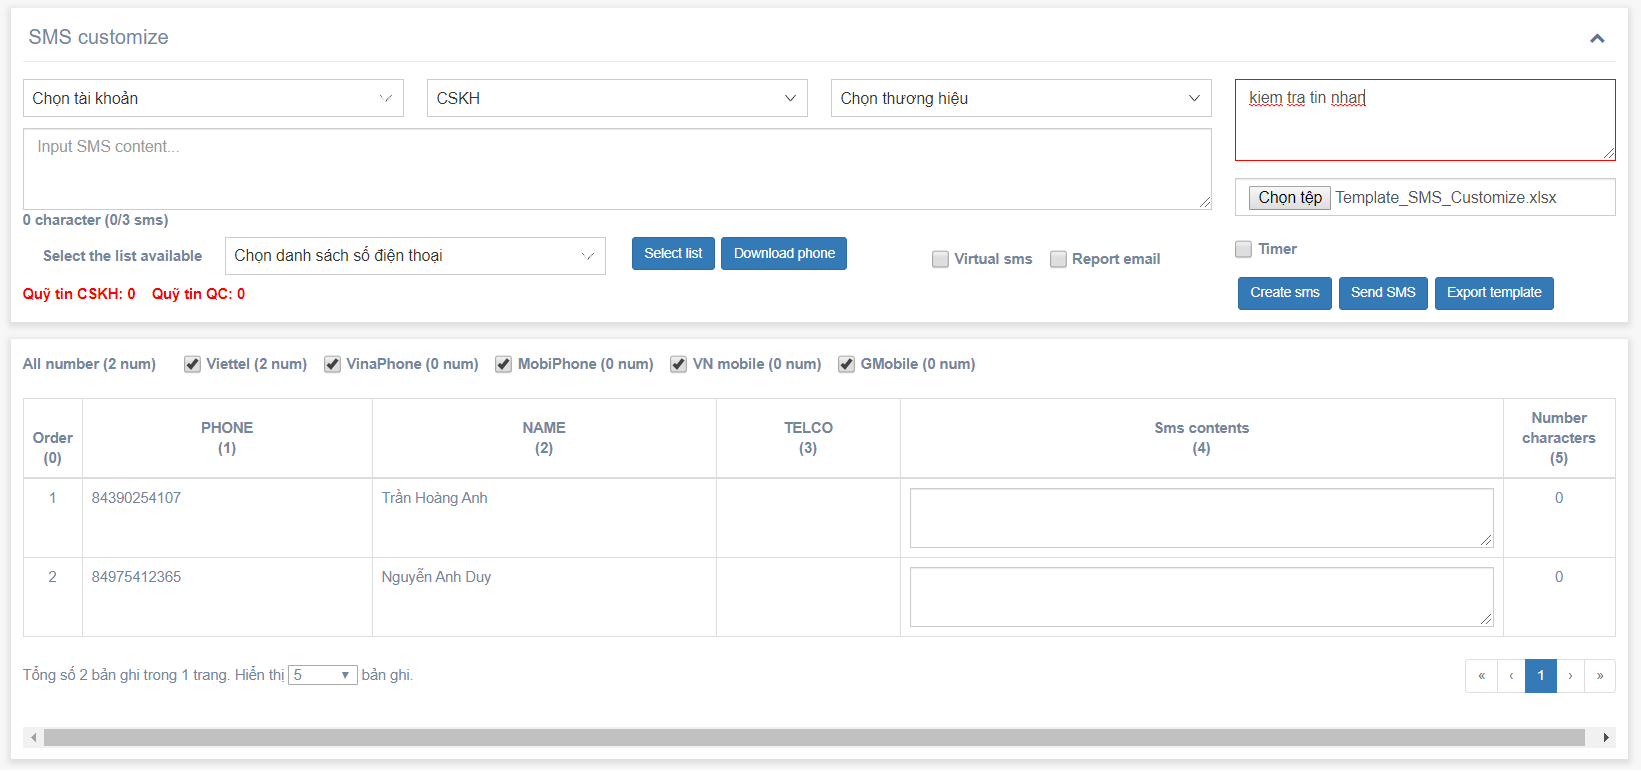 SMS customize
Chọn tài khoản
CSKH
Chọn thương hiệu
kiem tra tin nhan
Input SMS content...
Chọn tệp Template_SMS_Customize.xlsx
0 character (0/3 sms)
Select the list available
Chọn danh sách số điện thoại
Select list
Download phone
Virtual sms
Report email
Timer
Quỹ tin CSKH: 0 Quỹ tin QC: 0
Create sms
Send SMS
Export template
All number (2 num) Viettel (2 num) VinaPhone (0 num) MobiPhone (0 num) VN mobile (0 num) GMobile (0 num)
Order
(0)
PHONE
(1)
NAME
(2)
TELCO
(3)
Sms contents
(4)
Number
characters
(5)
1 84390254107 Trần Hoàng Anh 0
2 84975412365 Nguyễn Anh Duy 0
Tổng số 2 bản ghi trong 1 trang. Hiển thị 5 bản ghi.
« ‹ 1 › »